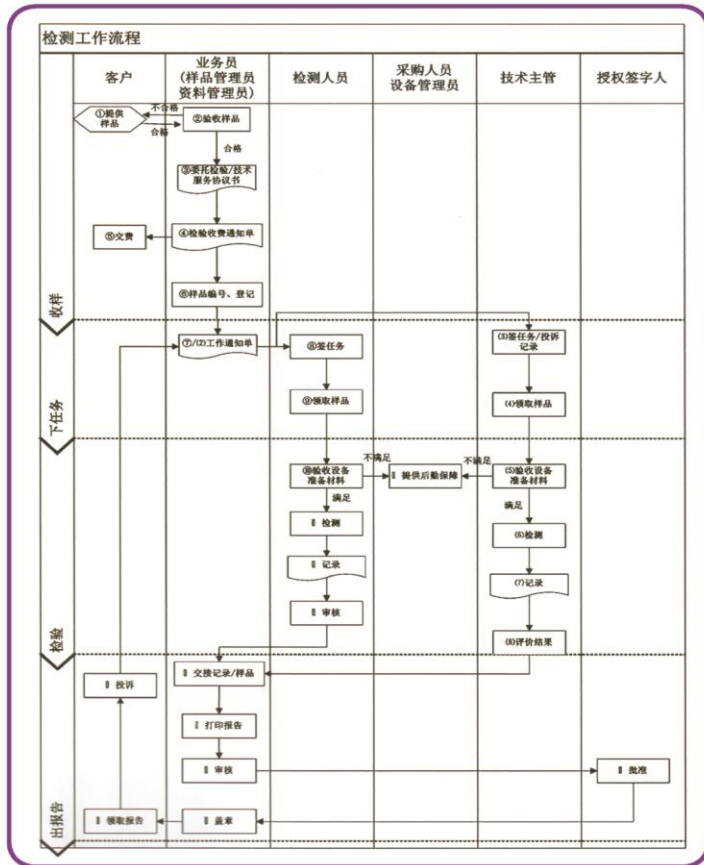 检测工作流程
客户
业务员
(样品管理员
资料管理员)
检测人员
采购人员
设备管理员
技术主管
授权签字人
①提供
样品
不合格
合格
②验收样品
合格
③委托检验/技术
服务协议书
⑤交费
④检验收费通知单
⑥样品编号、登记
收样
⑦/⑵工作通知单
⑧签任务
⑶签任务/投诉
记录
⑨领取样品
⑷领取样品
下任务
⑩验收设备
准备材料
不满足
提供后勤保障
不满足
⑸验收设备
准备材料
满足
满足
检测
⑹检测
记录
⑺记录
审核
⑻评价结果
检验
投诉
交接记录/样品
打印报告
审核
批准
领取报告
盖章
出报告